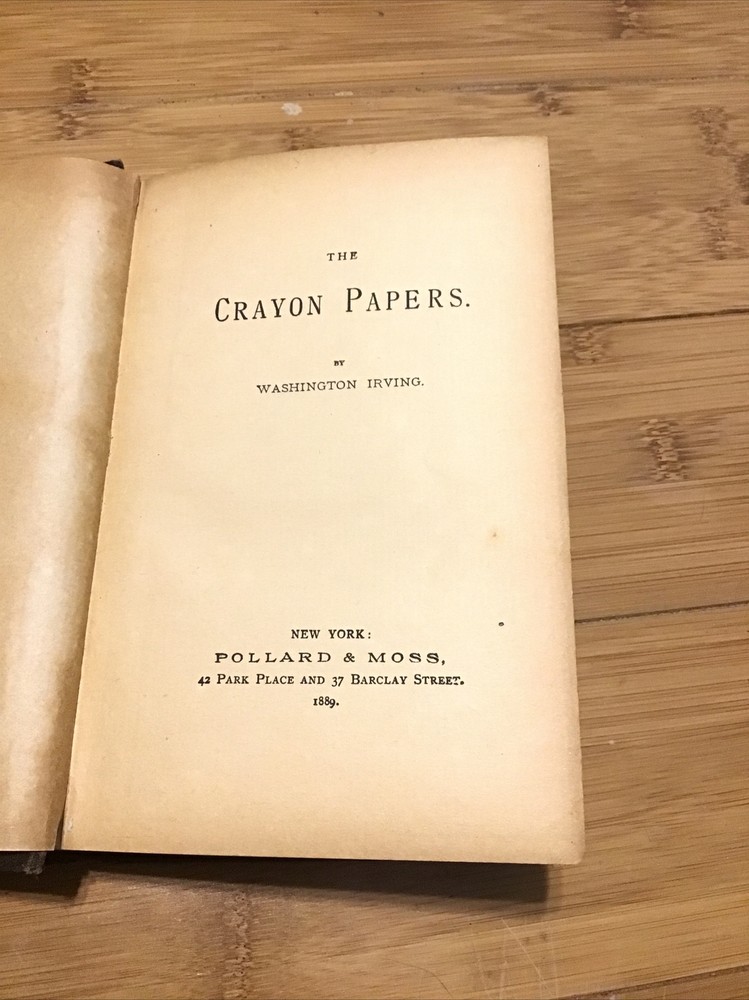 THE
CRAYON PAPERS.
BY
WASHINGTON IRVING.
NEW YORK:
POLLARD & MOSS,
42 PARK PLACE AND 37 BARCLAY STREET.
1889.